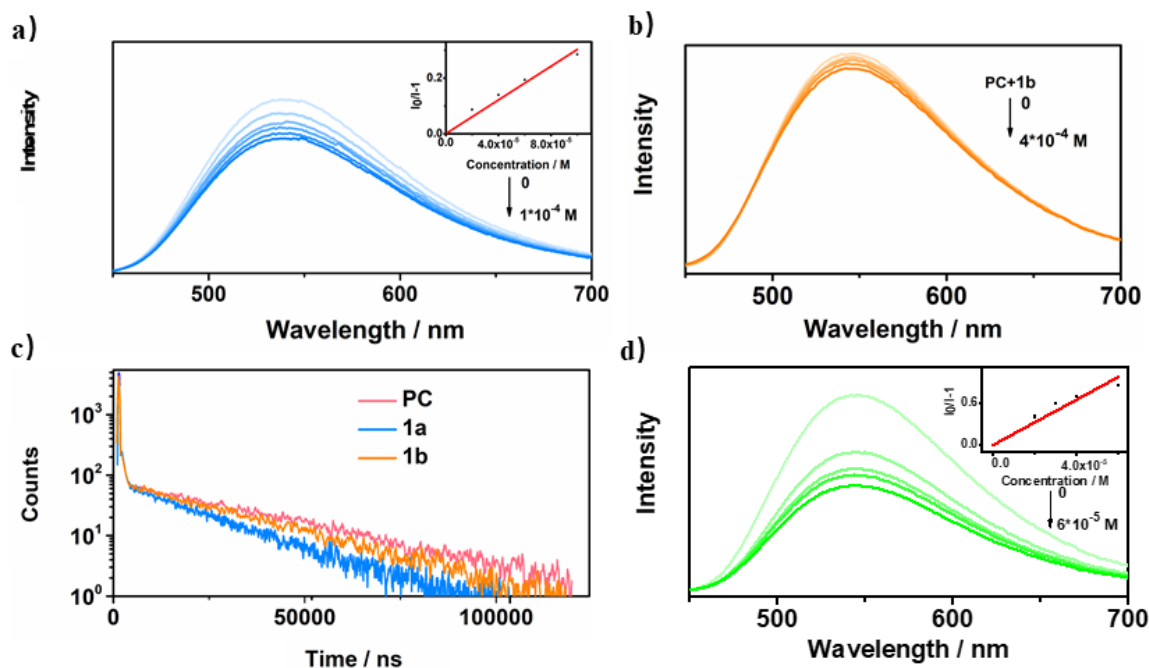 a)
Intensity
I0/I-1
0.2
0.0
0.0 4.0x10⁻⁵ 8.0x10⁻⁵
Concentration / M
0
1*10⁻⁴ M
500 600 700
Wavelength / nm
b)
Intensity
PC+1b
0
4*10⁻⁴ M
500 600 700
Wavelength / nm
c)
Counts
10³
10²
10¹
10⁰
PC
1a
1b
0 50000 100000
Time / ns
d)
Intensity
I0/I-1
0.6
0.0
0.0 4.0x10⁻⁵
Concentration / M
0
6*10⁻⁵ M
500 600 700
Wavelength / nm